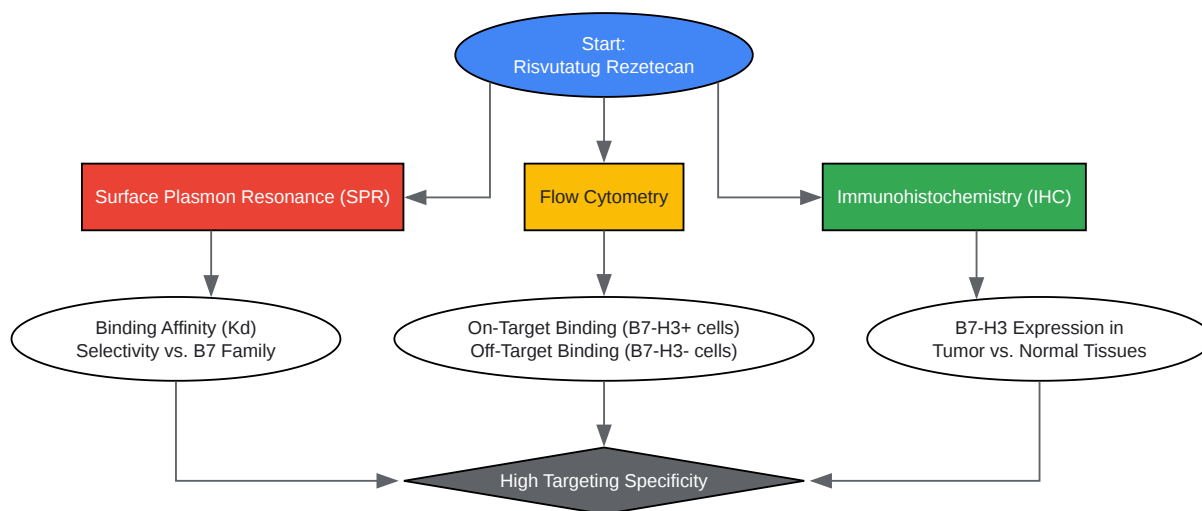 Start:
Risvutatug Rezetecan
Surface Plasmon Resonance (SPR)
Flow Cytometry
Immunohistochemistry (IHC)
Binding Affinity (Kd)
Selectivity vs. B7 Family
On-Target Binding (B7-H3+ cells)
Off-Target Binding (B7-H3- cells)
B7-H3 Expression in
Tumor vs. Normal Tissues
High Targeting Specificity